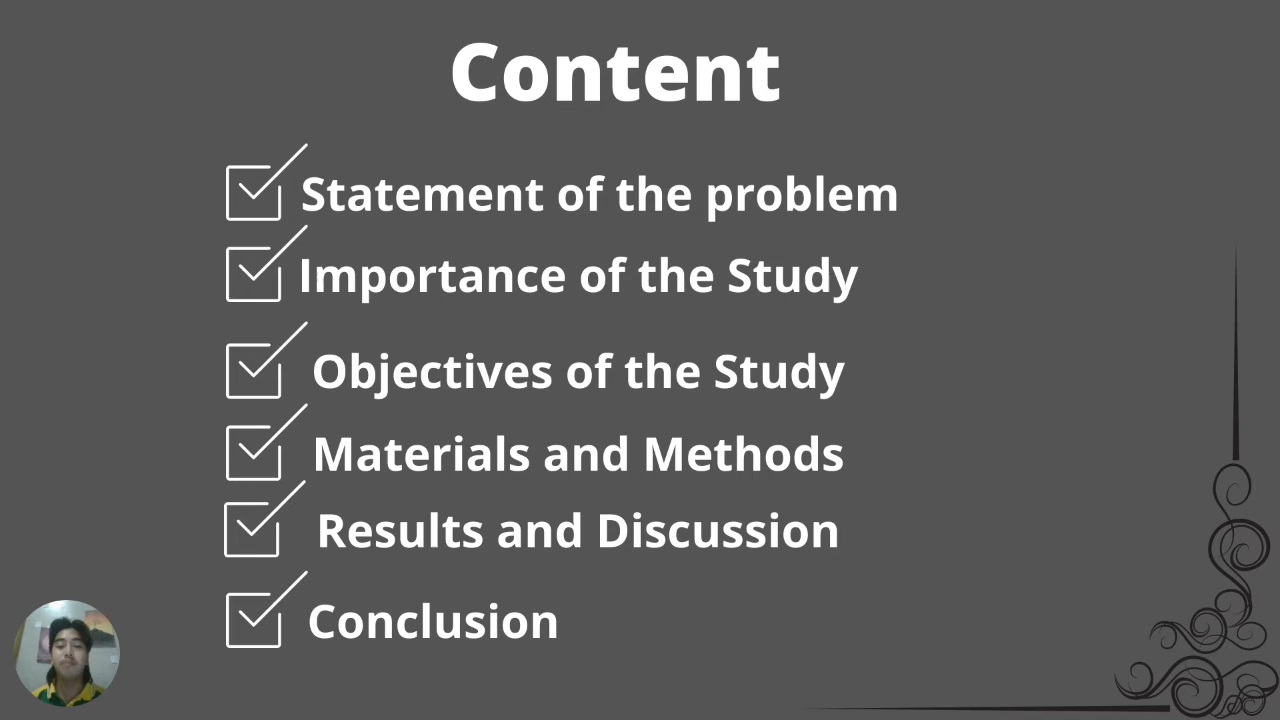 Content
Statement of the problem
Importance of the Study
Objectives of the Study
Materials and Methods
Results and Discussion
Conclusion